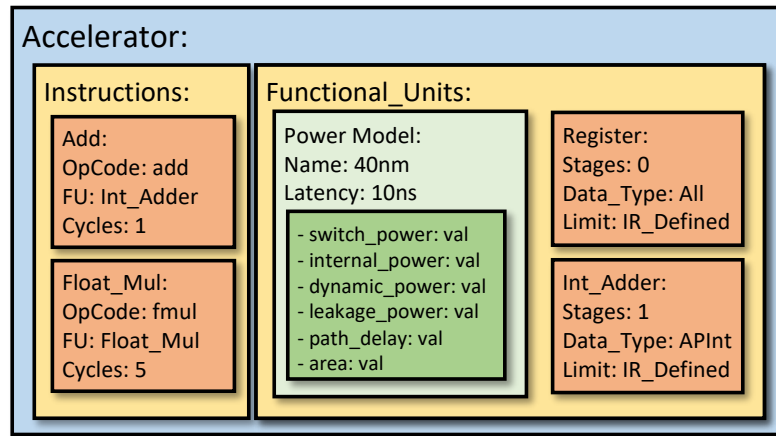 Accelerator:
Instructions:
Add:
OpCode: add
FU: Int_Adder
Cycles: 1
Float_Mul:
OpCode: fmul
FU: Float_Mul
Cycles: 5
Functional_Units:
Power Model:
Name: 40nm
Latency: 10ns
- switch_power: val
- internal_power: val
- dynamic_power: val
- leakage_power: val
- path_delay: val
- area: val
Register:
Stages: 0
Data_Type: All
Limit: IR_Defined
Int_Adder:
Stages: 1
Data_Type: APInt
Limit: IR_Defined